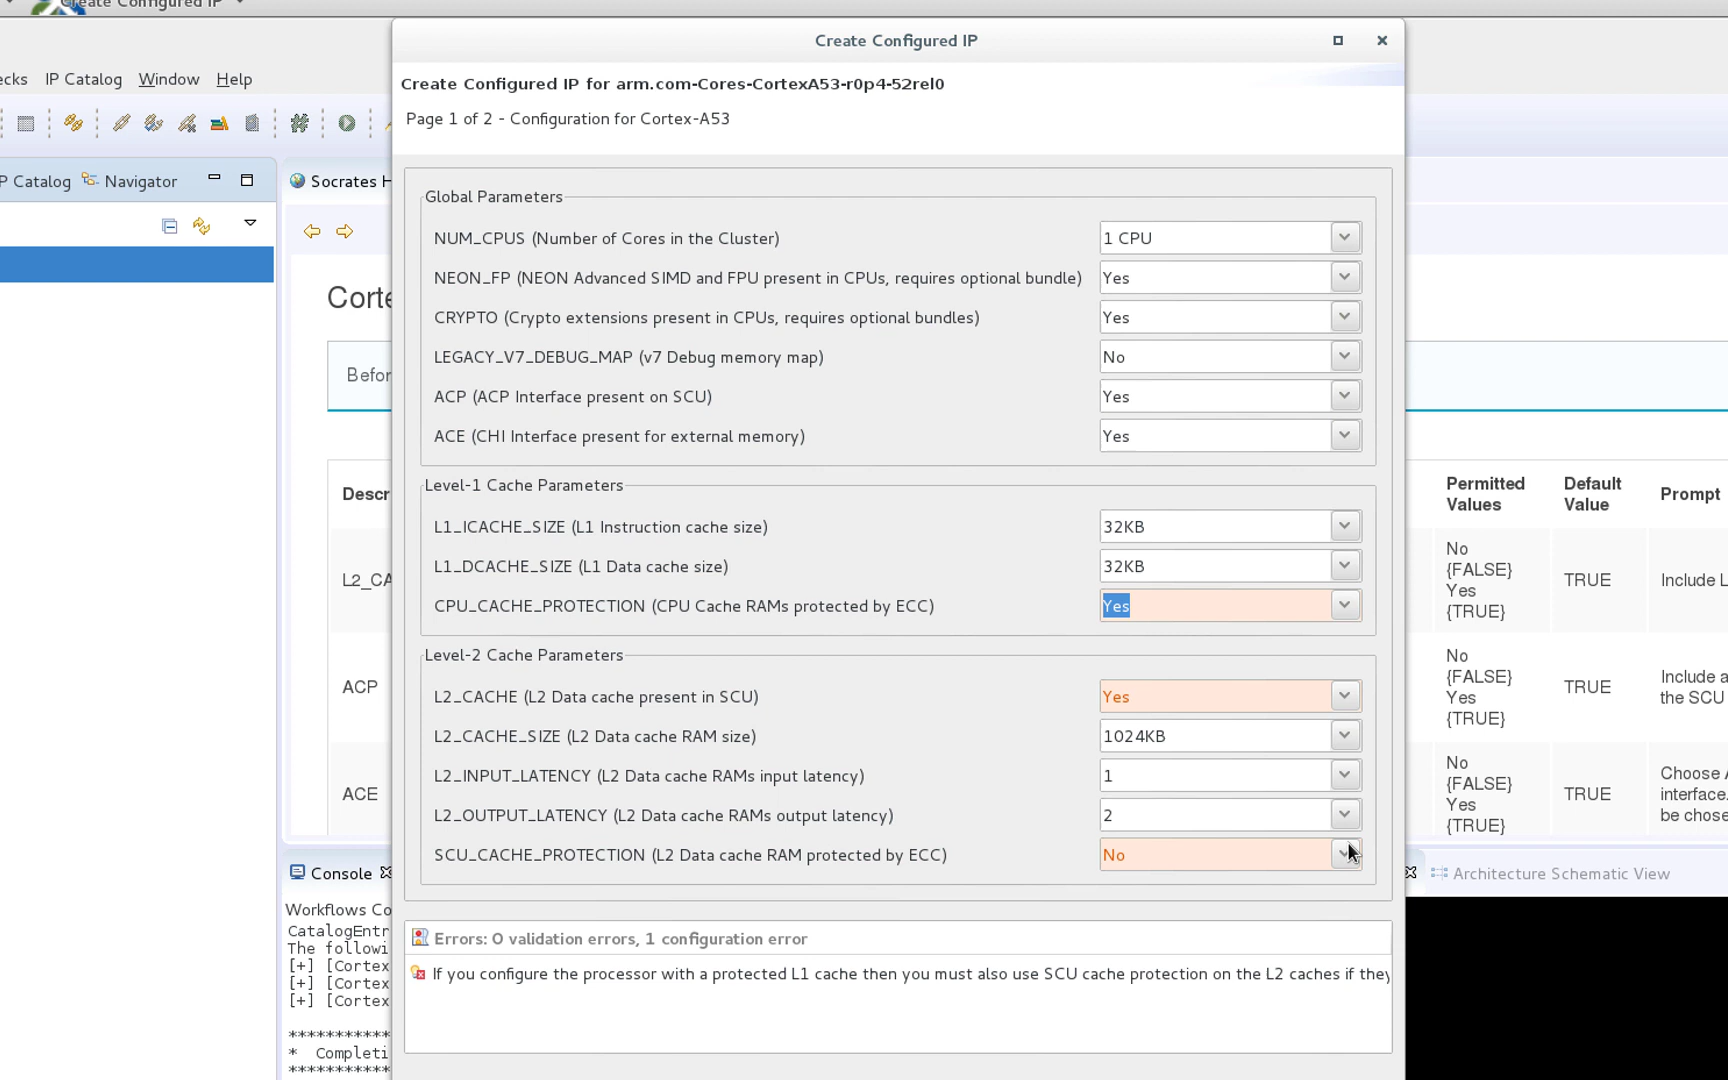 Create Configured IP
Create Configured IP
Create Configured IP for arm.com-Cores-CortexA53-r0p4-52rel0
Page 1 of 2 - Configuration for Cortex-A53
ecks IP Catalog Window Help
P Catalog Navigator
Socrates H
Corte
Befor
Descr
L2_CA
ACP
ACE
Global Parameters
NUM_CPUS (Number of Cores in the Cluster) 1 CPU
NEON_FP (NEON Advanced SIMD and FPU present in CPUs, requires optional bundle) Yes
CRYPTO (Crypto extensions present in CPUs, requires optional bundles) Yes
LEGACY_V7_DEBUG_MAP (v7 Debug memory map) No
ACP (ACP Interface present on SCU) Yes
ACE (CHI Interface present for external memory) Yes
Level-1 Cache Parameters
L1_ICACHE_SIZE (L1 Instruction cache size) 32KB
L1_DCACHE_SIZE (L1 Data cache size) 32KB
CPU_CACHE_PROTECTION (CPU Cache RAMs protected by ECC) Yes
Level-2 Cache Parameters
L2_CACHE (L2 Data cache present in SCU) Yes
L2_CACHE_SIZE (L2 Data cache RAM size) 1024KB
L2_INPUT_LATENCY (L2 Data cache RAMs input latency) 1
L2_OUTPUT_LATENCY (L2 Data cache RAMs output latency) 2
SCU_CACHE_PROTECTION (L2 Data cache RAM protected by ECC) No
Errors: 0 validation errors, 1 configuration error
If you configure the processor with a protected L1 cache then you must also use SCU cache protection on the L2 caches if they
Permitted
Values
Default
Value
Prompt
No
{FALSE}
Yes
{TRUE}
TRUE
Include L
No
{FALSE}
Yes
{TRUE}
TRUE
Include a
the SCU
No
{FALSE}
Yes
{TRUE}
TRUE
Choose A
interface.
be chose
Architecture Schematic View
Console
Workflows Co
CatalogEntr
The followi
[+] [Cortex
[+] [Cortex
[+] [Cortex
************
* Completi
************